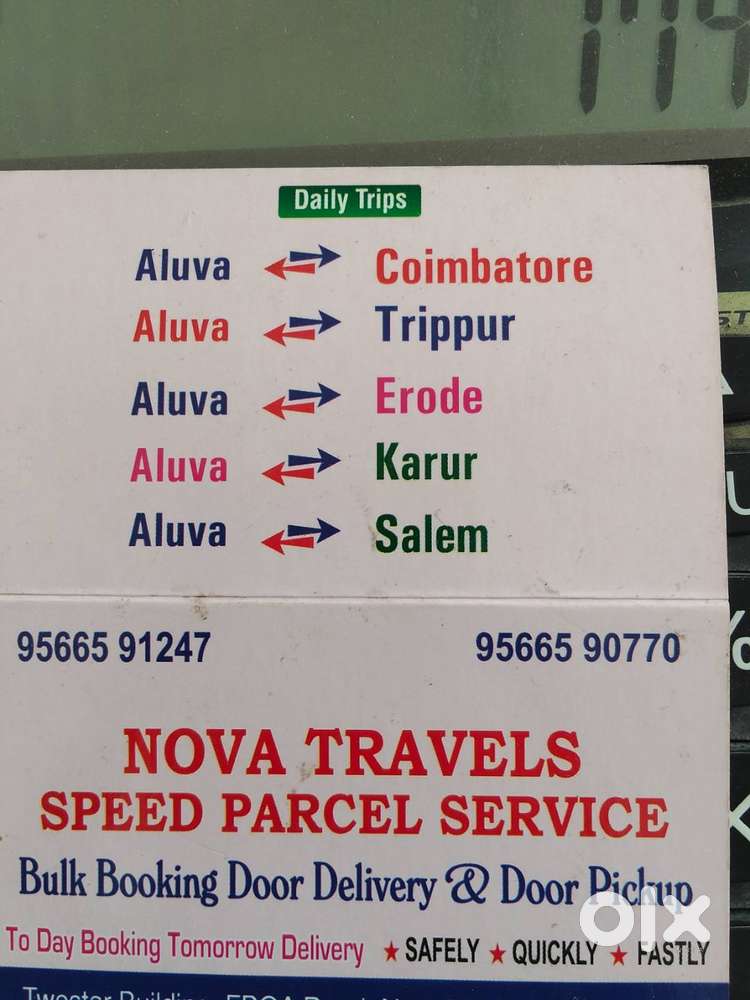 Daily Trips
Aluva Coimbatore
Aluva Trippur
Aluva Erode
Aluva Karur
Aluva Salem
95665 91247 95665 90770
NOVA TRAVELS
SPEED PARCEL SERVICE
Bulk Booking Door Delivery & Door Pickup
To Day Booking Tomorrow Delivery ★ SAFELY ★ QUICKLY ★ FASTLY
olx